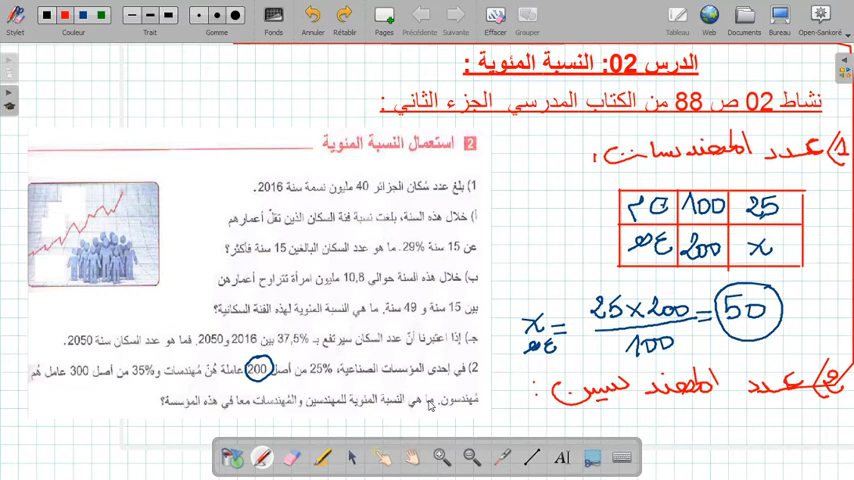 Stylet
Couleur
Trait
Gomme
Fonds
Annuler
Rétablir
Pages
Précédente
Suivante
Effacer
Grouper
Tableau
Web
Documents
Bureau
Open-Sankoré
الدرس 02: النسبة المئوية :
نشاط 02 ص 88 من الكتاب المدرسي الجزء الثاني :
2 استعمال النسبة المئوية
1) بلغ عدد سُكان الجزائر 40 مليون نسمة سنة 2016.
أ) خلال هذه السنة، بلغت نسبة فئة السكان الذين تقلّ أعمارهم
عن 15 سنة 29%. ما هو عدد السكان البالغين 15 سنة فأكثر؟
ب) خلال هذه السنة حوالى 10,8 مليون امرأة تتراوح أعمارهن
بين 15 سنة و 49 سنة. ما هي النسبة المئوية لهذه الفئة السكانية؟
جـ) إذا اعتبرنا أنّ عدد السكان سيرتفع بـ 37,5% بين 2016 و 2050، فما هو عدد السكان سنة 2050.
2) في إحدى المؤسسات الصناعية، 25% من أصل 200 عاملة هُنّ مُهندسات و 35% من أصل 300 عامل هُم
مُهندسون. ما هي النسبة المئوية للمهندسين والمُهندسات معا في هذه المؤسسة؟
1) عدد المهندسات
100 25
200 x
x = 25 x 200 / 100 = 50
2) عدد المهندسين :